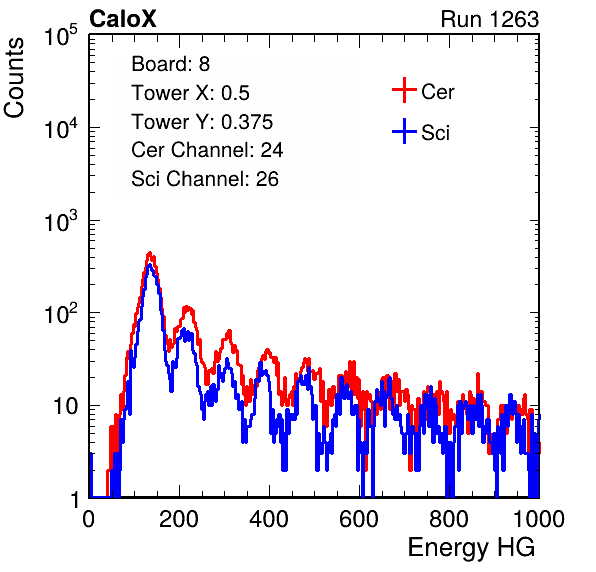 CaloX Run 1263
Counts
10^5
10^4
10^3
10^2
10
1
Board: 8
Tower X: 0.5
Tower Y: 0.375
Cer Channel: 24
Sci Channel: 26
Cer
Sci
0 200 400 600 800 1000
Energy HG